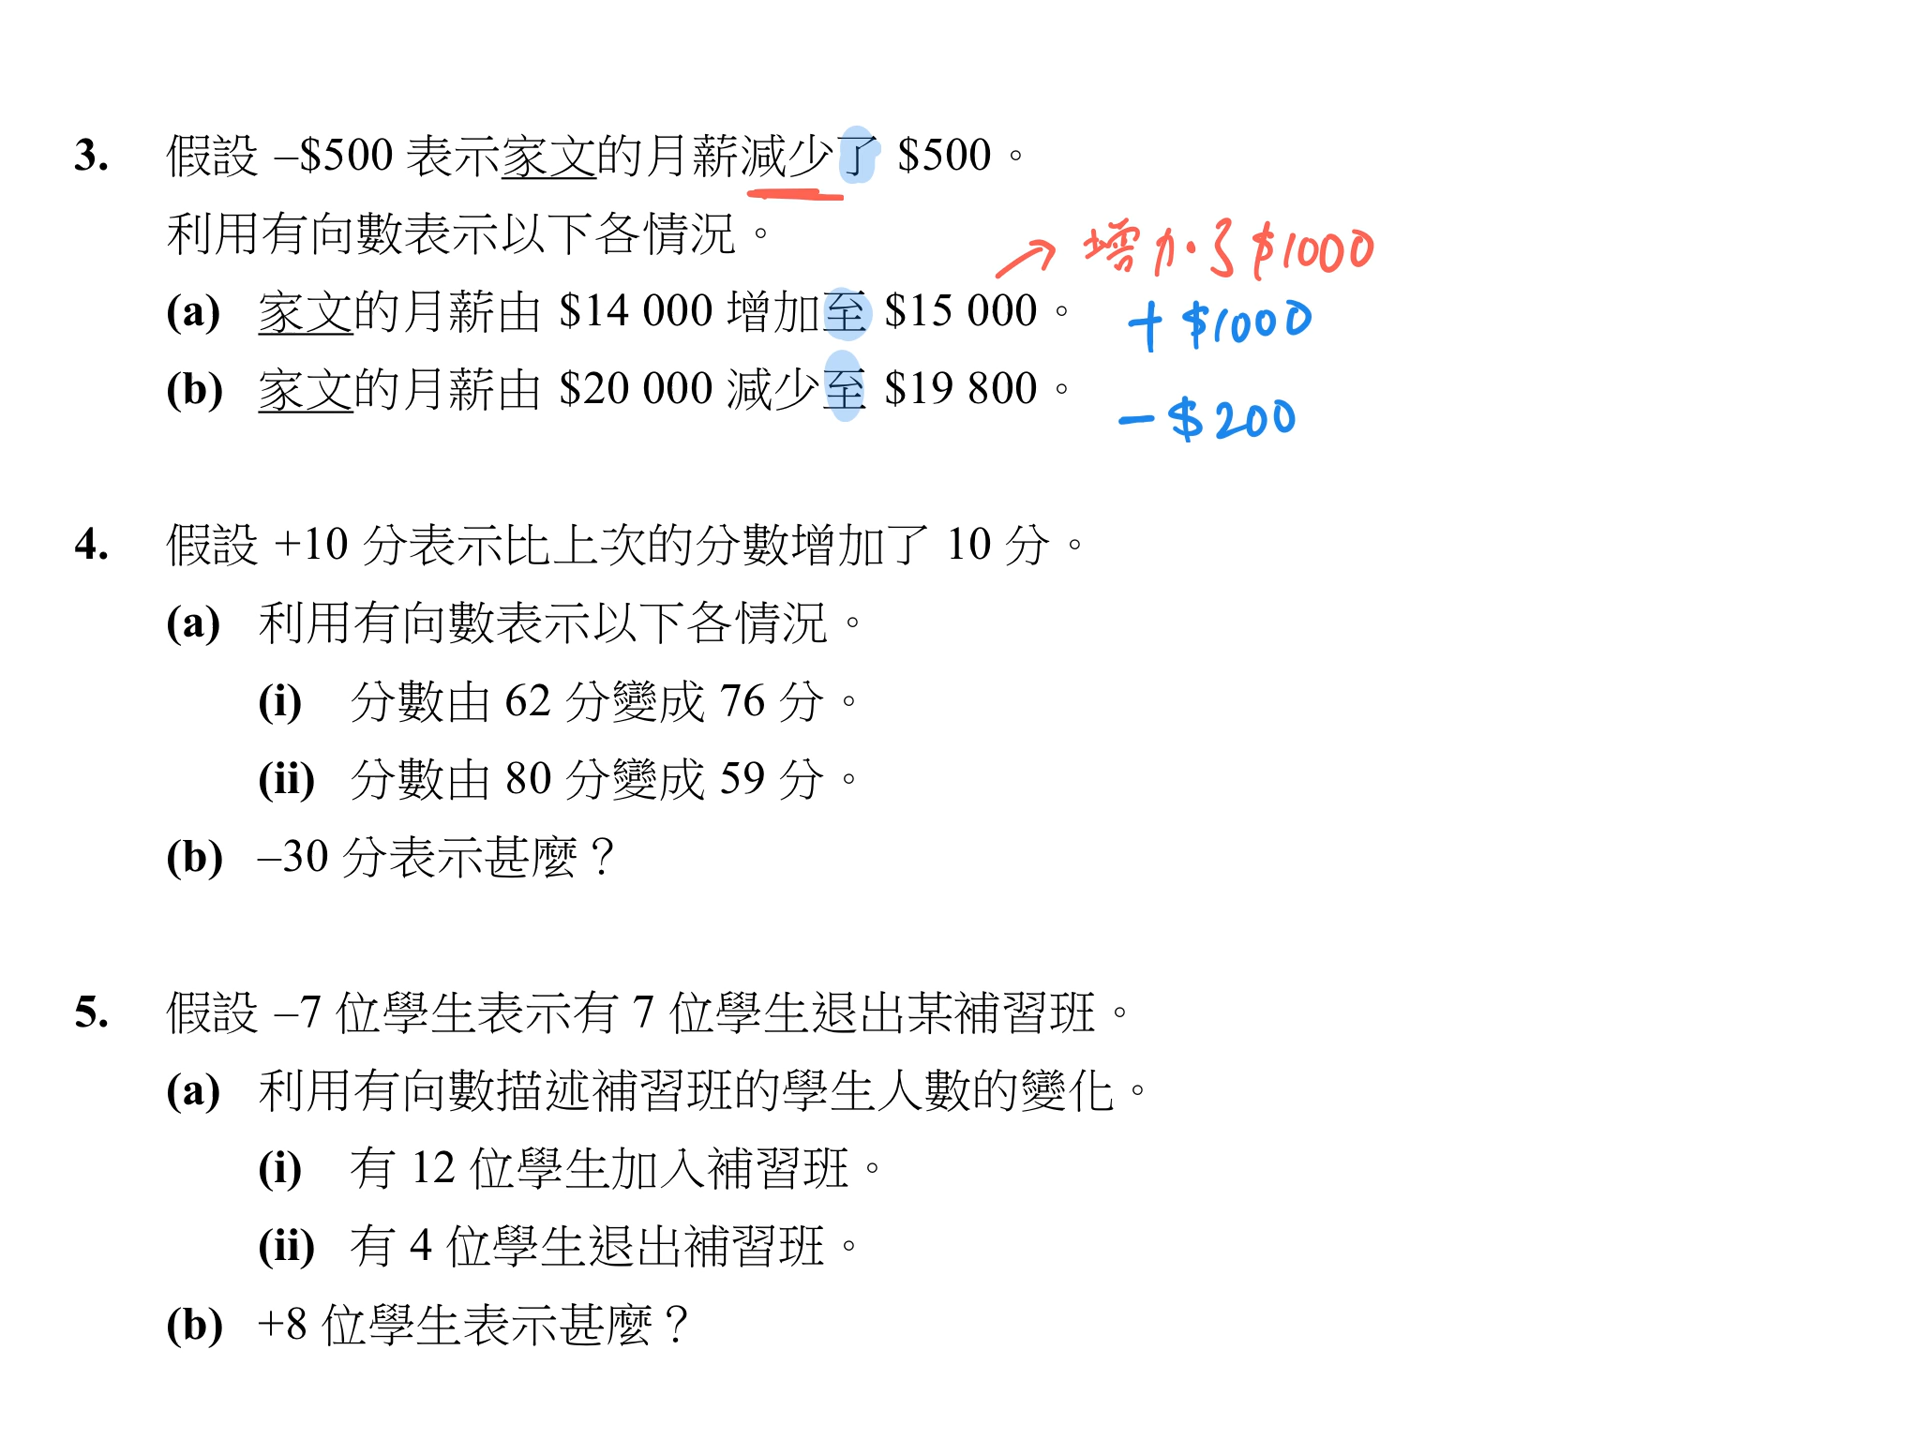 3. 假設 –$500 表示家文的月薪減少了 $500。
利用有向數表示以下各情況。
增加了 $1000
(a) 家文的月薪由 $14 000 增加至 $15 000。
+ $1000
(b) 家文的月薪由 $20 000 減少至 $19 800。
– $200
4. 假設 +10 分表示比上次的分數增加了 10 分。
(a) 利用有向數表示以下各情況。
(i) 分數由 62 分變成 76 分。
(ii) 分數由 80 分變成 59 分。
(b) –30 分表示甚麼？
5. 假設 –7 位學生表示有 7 位學生退出某補習班。
(a) 利用有向數描述補習班的學生人數的變化。
(i) 有 12 位學生加入補習班。
(ii) 有 4 位學生退出補習班。
(b) +8 位學生表示甚麼？